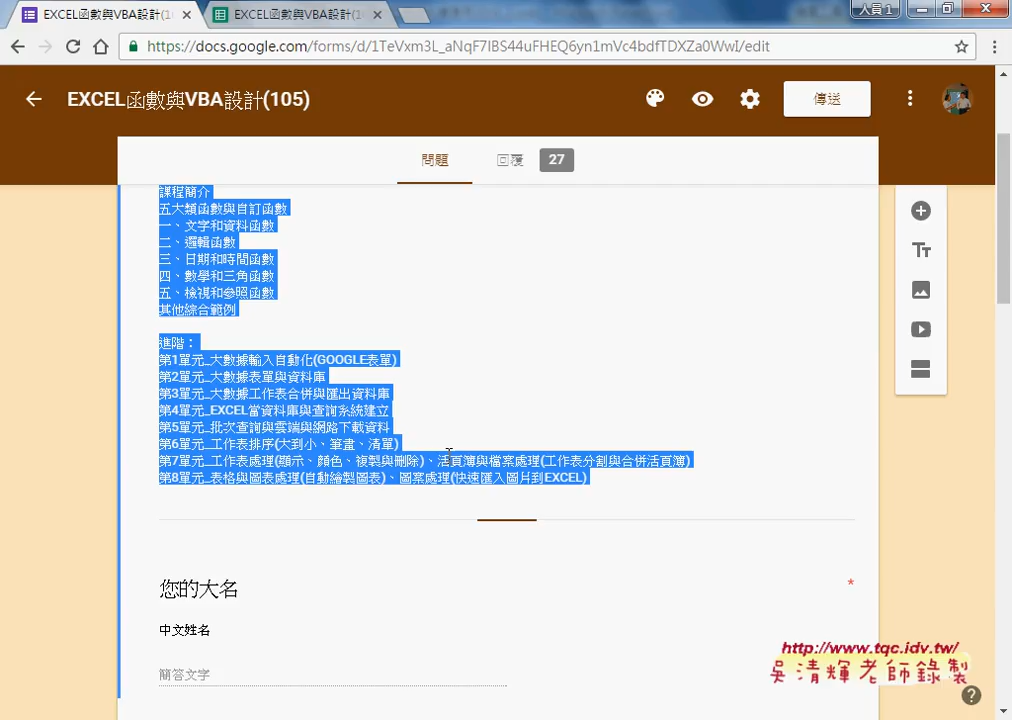 EXCEL函數與VBA設計(1
EXCEL函數與VBA設計(1
人員 1
https://docs.google.com/forms/d/1TeVxm3L_aNqF7IBS44uFHEQ6yn1mVc4bdfTDXZa0WwI/edit
EXCEL函數與VBA設計(105)
傳送
問題
回覆
27
課程簡介
五大類函數與自訂函數
一、文字和資料函數
二、邏輯函數
三、日期和時間函數
四、數學和三角函數
五、檢視和參照函數
其他綜合範例
進階：
第1單元_大數據輸入自動化(GOOGLE表單)
第2單元_大數據表單與資料庫
第3單元_大數據工作表合併與匯出資料庫
第4單元_EXCEL當資料庫與查詢系統建立
第5單元_批次查詢與雲端與網路下載資料
第6單元_工作表排序(大到小、筆畫、清單)
第7單元_工作表處理(顯示、顏色、複製與刪除)、活頁簿與檔案處理(工作表分割與合併活頁簿)
第8單元_表格與圖表處理(自動繪製圖表)、圖案處理(快速匯入圖片到EXCEL)
您的大名
*
中文姓名
簡答文字
http://www.tqc.idv.tw/
吳清輝老師錄製